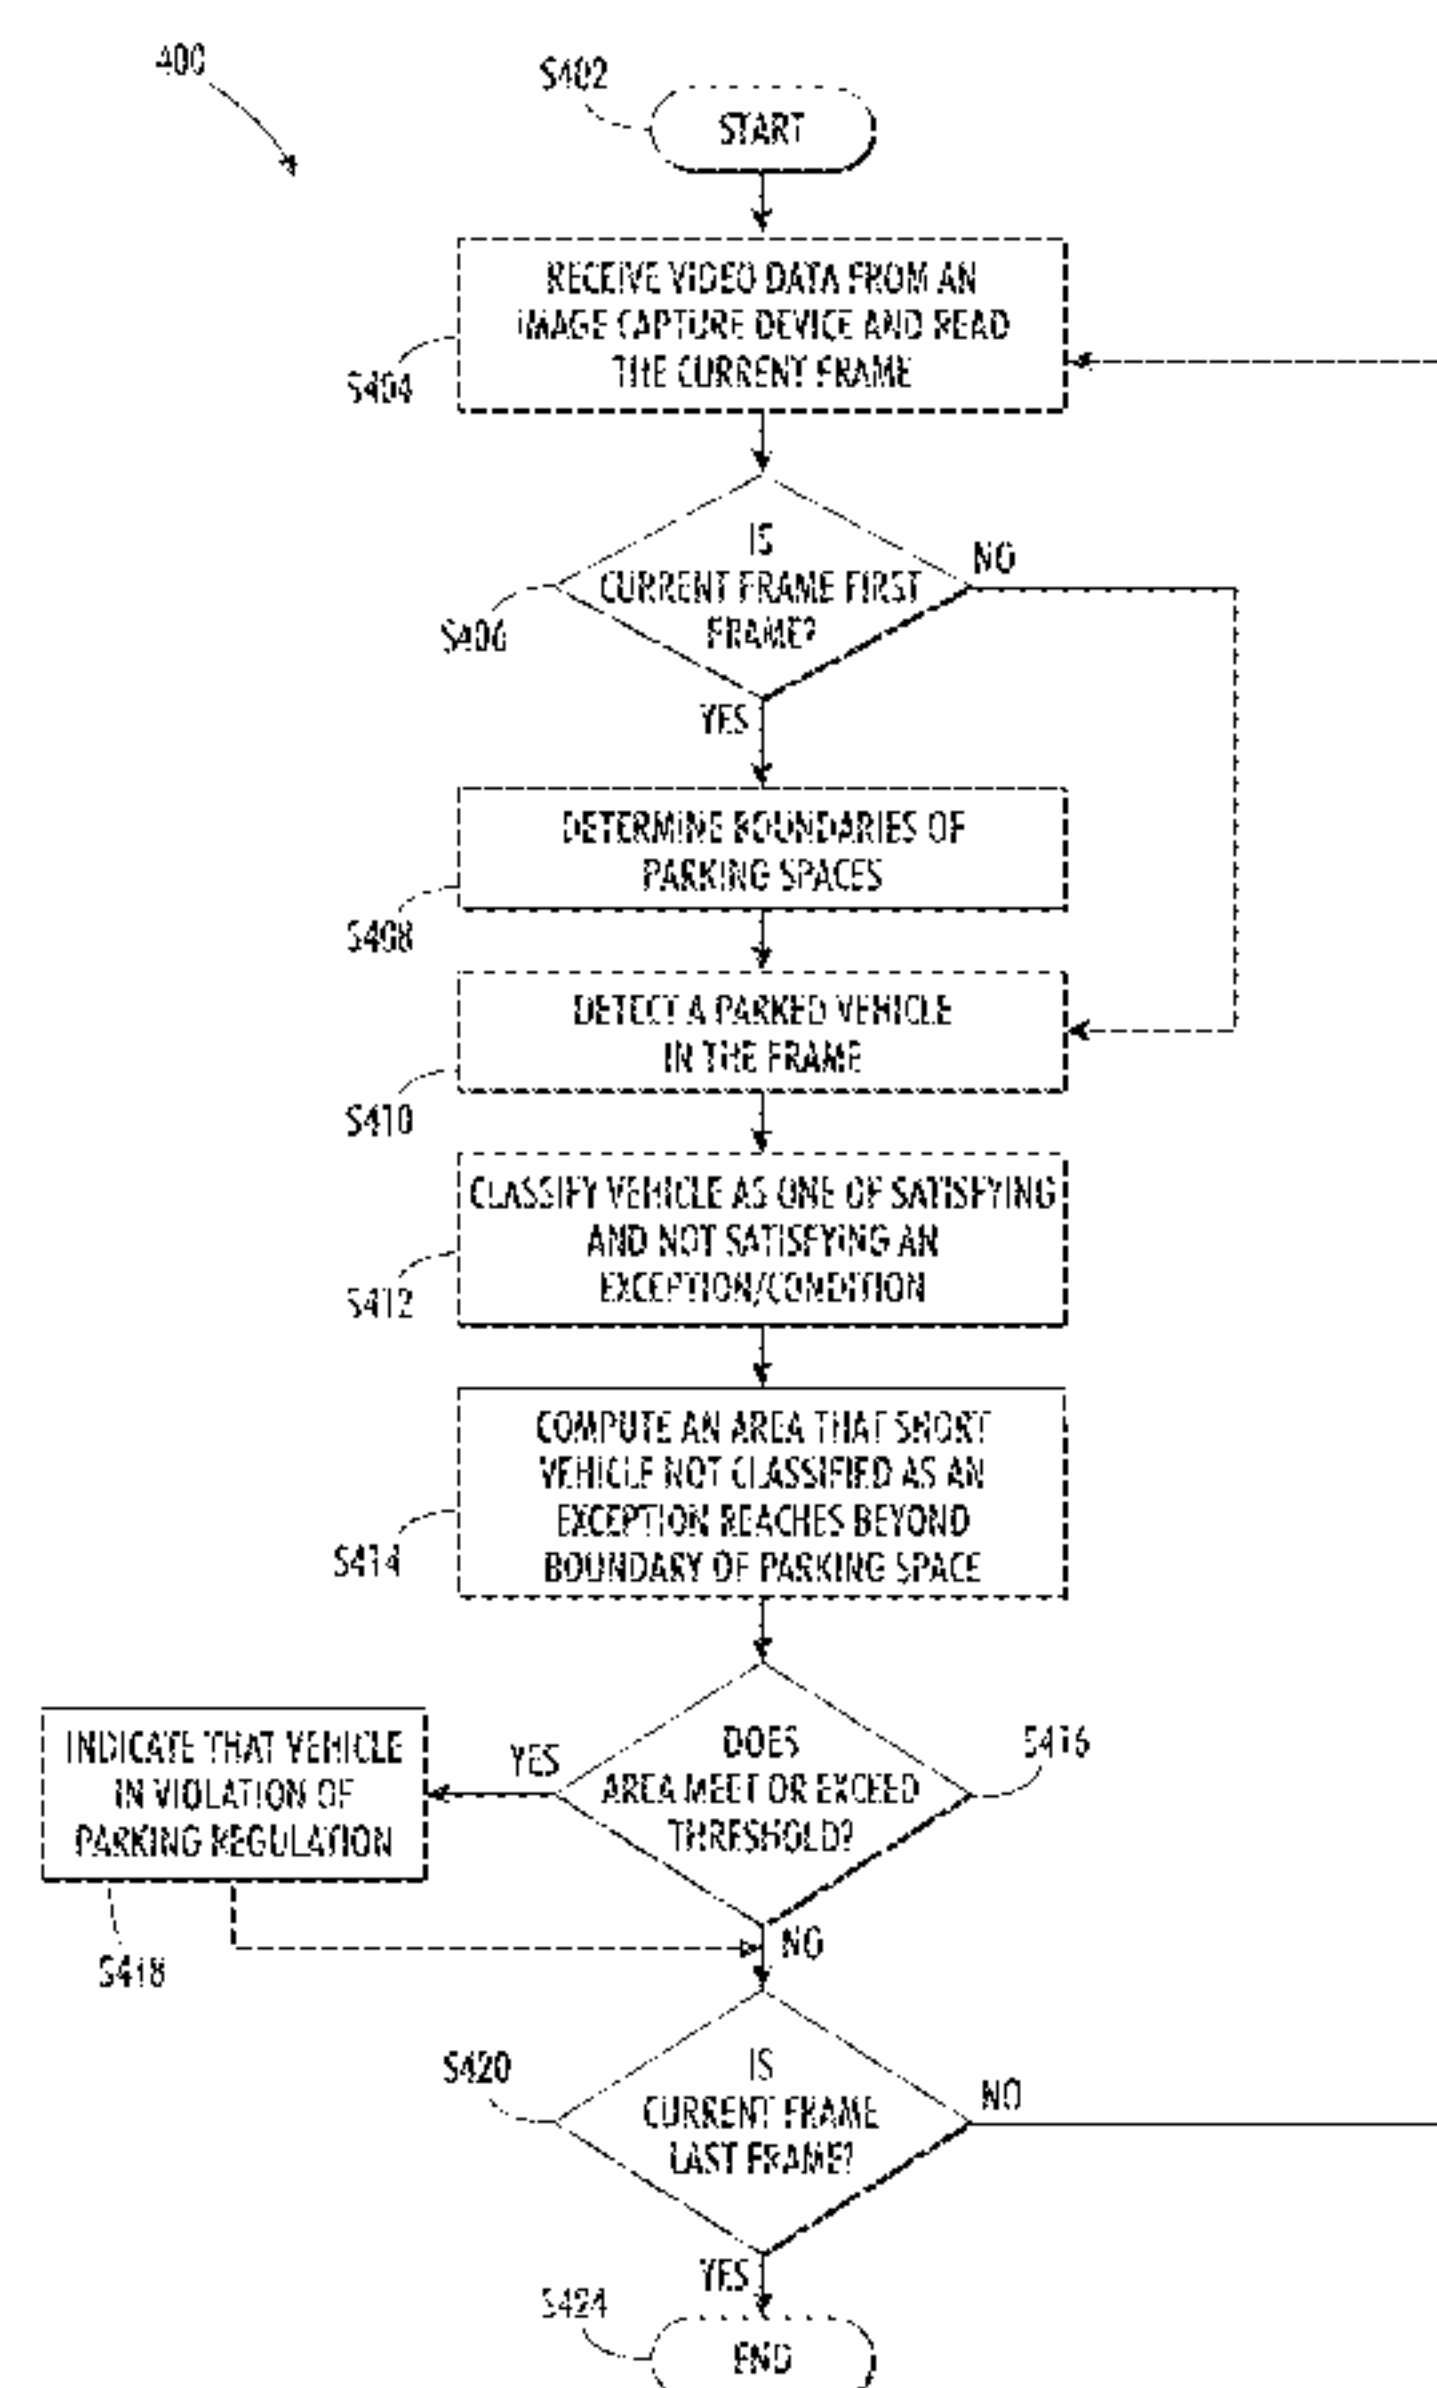 400
S402
START
RECEIVE VIDEO DATA FROM AN
IMAGE CAPTURE DEVICE AND READ
THE CURRENT FRAME
S404
IS
CURRENT FRAME FIRST
FRAME?
NO
S406
YES
DETERMINE BOUNDARIES OF
PARKING SPACES
S408
DETECT A PARKED VEHICLE
IN THE FRAME
S410
CLASSIFY VEHICLE AS ONE OF SATISFYING
AND NOT SATISFYING AN
EXCEPTION/CONDITION
S412
COMPUTE AN AREA THAT SHORT
VEHICLE NOT CLASSIFIED AS AN
EXCEPTION REACHES BEYOND
BOUNDARY OF PARKING SPACE
S414
DOES
AREA MEET OR EXCEED
THRESHOLD?
S416
YES
INDICATE THAT VEHICLE
IN VIOLATION OF
PARKING REGULATION
S418
NO
S420
IS
CURRENT FRAME
LAST FRAME?
NO
YES
S424
END